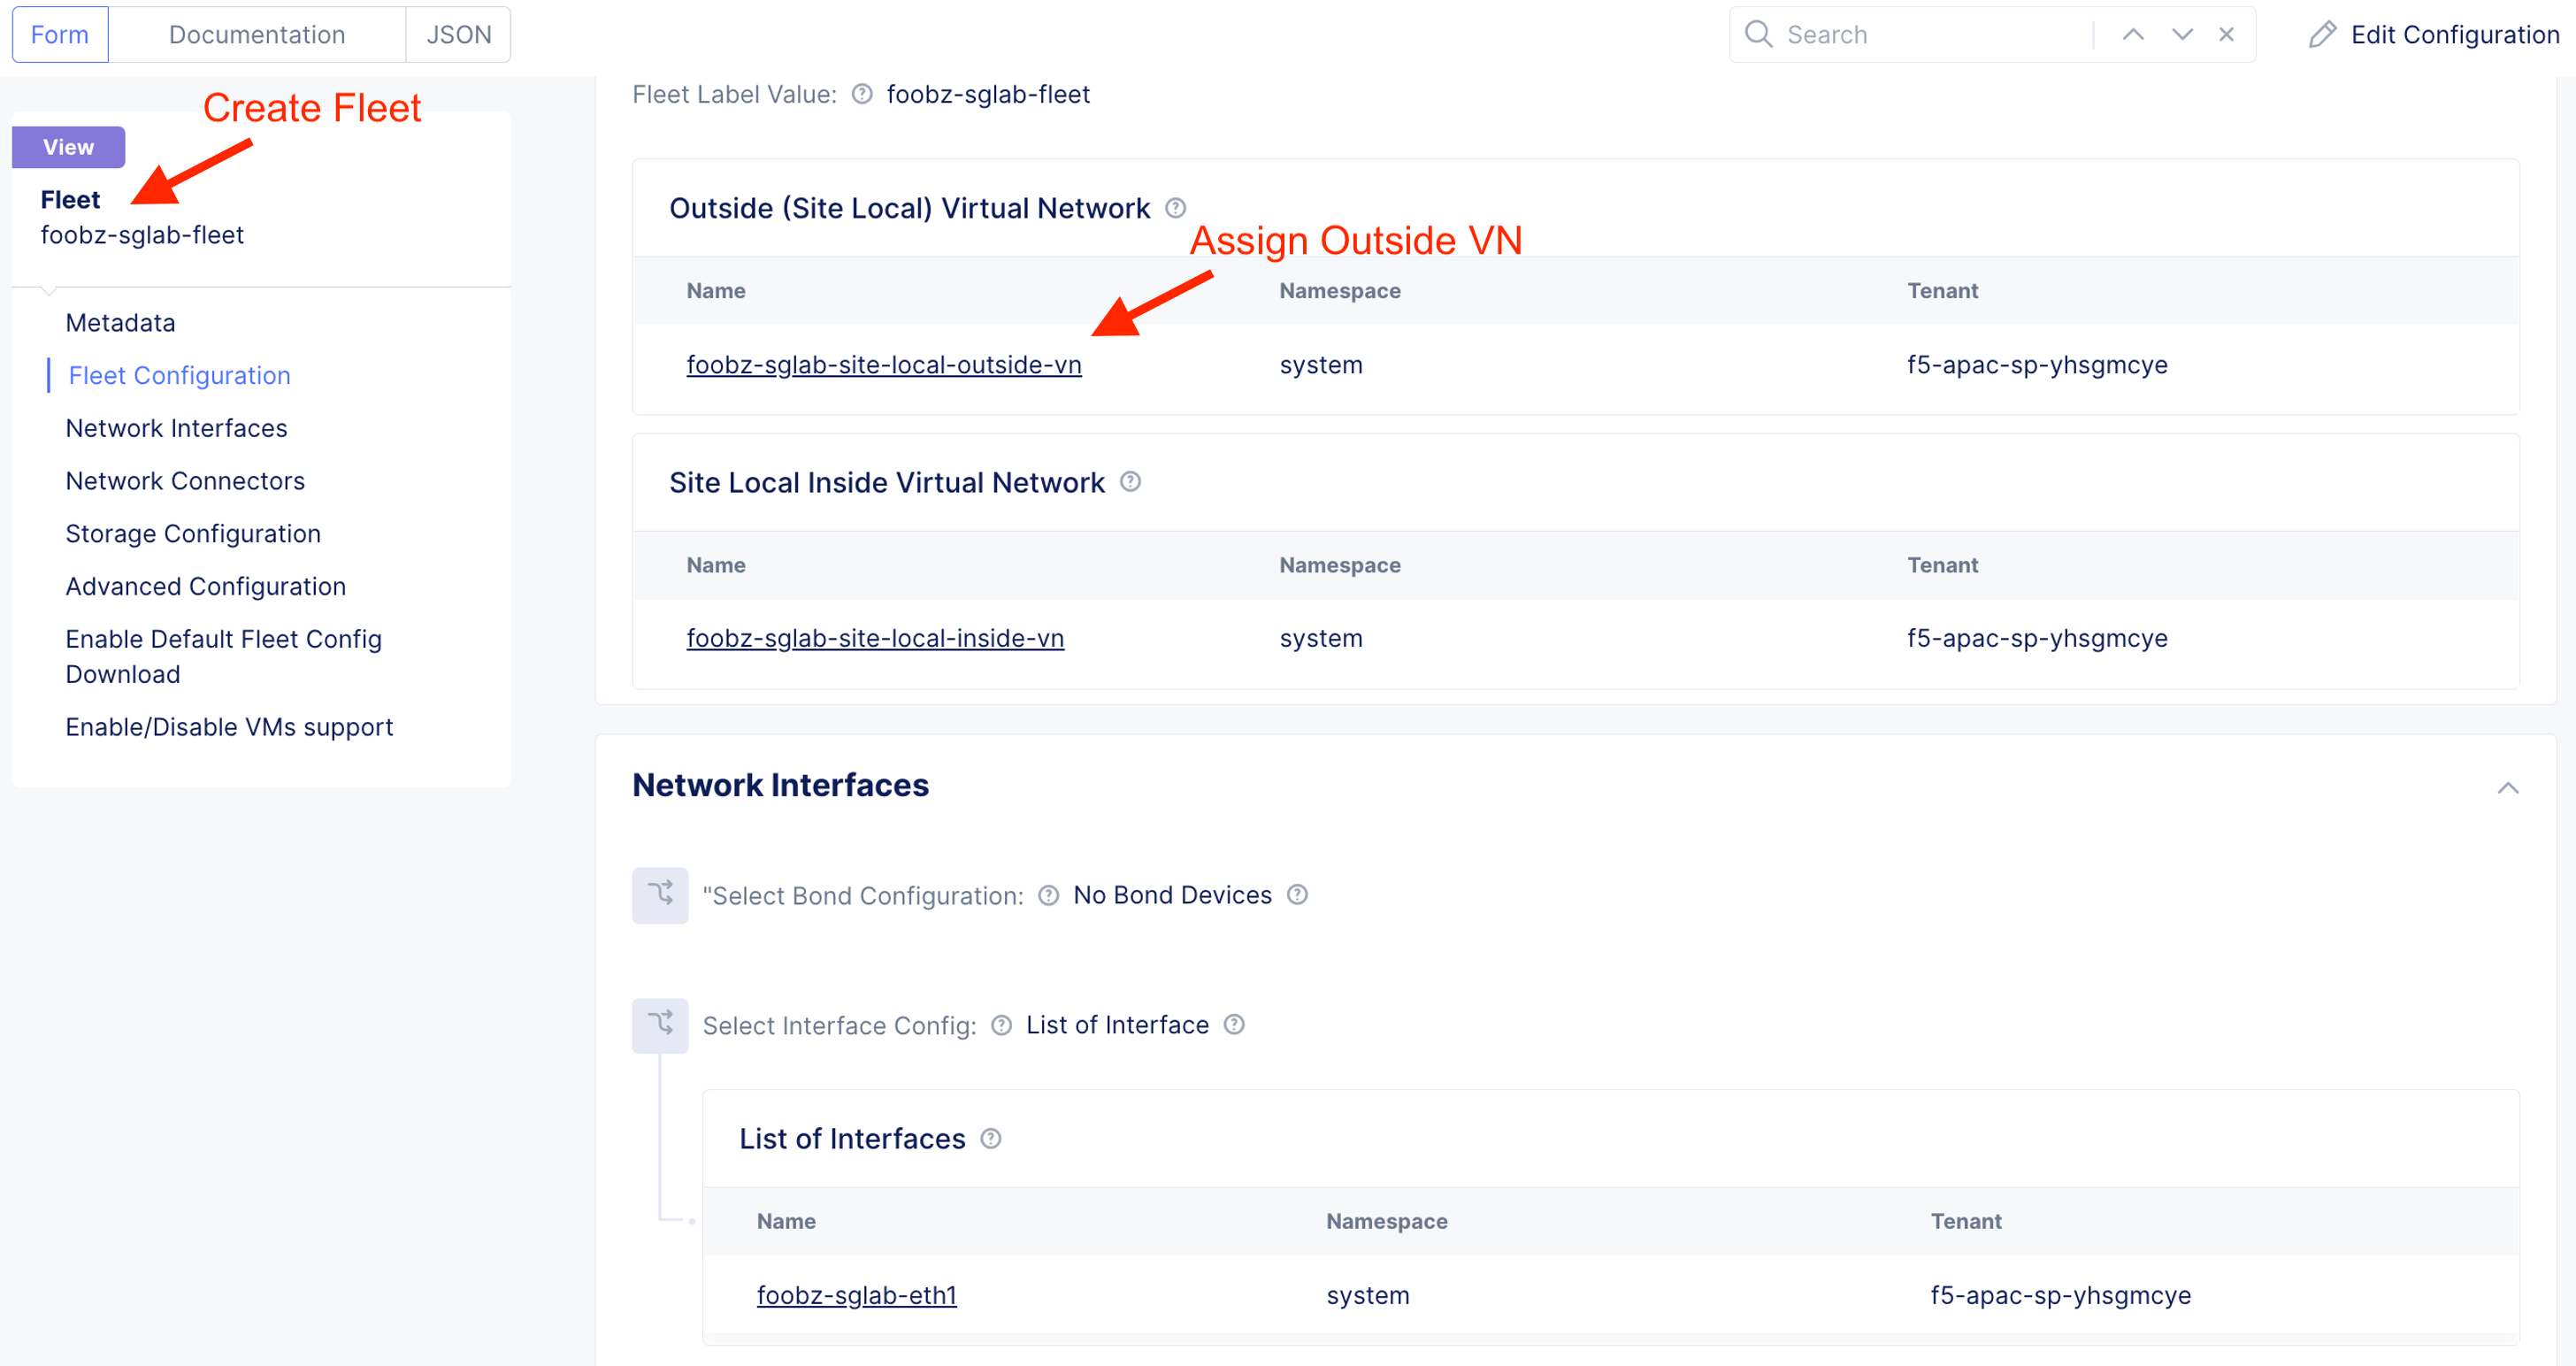 Form
Documentation
JSON
Search
Edit Configuration
Create Fleet
View
Fleet
foobz-sglab-fleet
Metadata
Fleet Configuration
Network Interfaces
Network Connectors
Storage Configuration
Advanced Configuration
Enable Default Fleet Config
Download
Enable/Disable VMs support
Fleet Label Value: foobz-sglab-fleet
Outside (Site Local) Virtual Network
Assign Outside VN
Name Namespace Tenant
foobz-sglab-site-local-outside-vn system f5-apac-sp-yhsgmcye
Site Local Inside Virtual Network
Name Namespace Tenant
foobz-sglab-site-local-inside-vn system f5-apac-sp-yhsgmcye
Network Interfaces
"Select Bond Configuration: No Bond Devices
Select Interface Config: List of Interface
List of Interfaces
Name Namespace Tenant
foobz-sglab-eth1 system f5-apac-sp-yhsgmcye